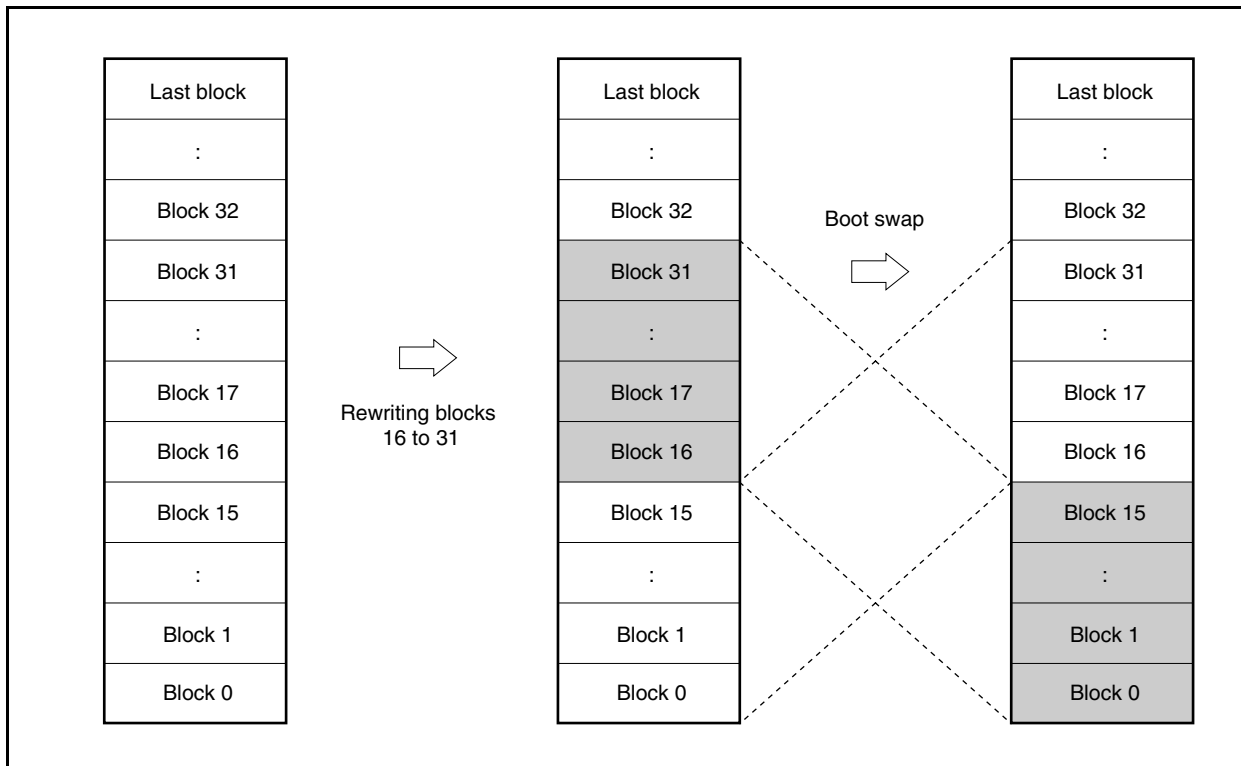 Last block
:
Block 32
Block 31
:
Block 17
Block 16
Block 15
:
Block 1
Block 0
Rewriting blocks
16 to 31
Last block
:
Block 32
Block 31
:
Block 17
Block 16
Block 15
:
Block 1
Block 0
Boot swap
Last block
:
Block 32
Block 31
:
Block 17
Block 16
Block 15
:
Block 1
Block 0